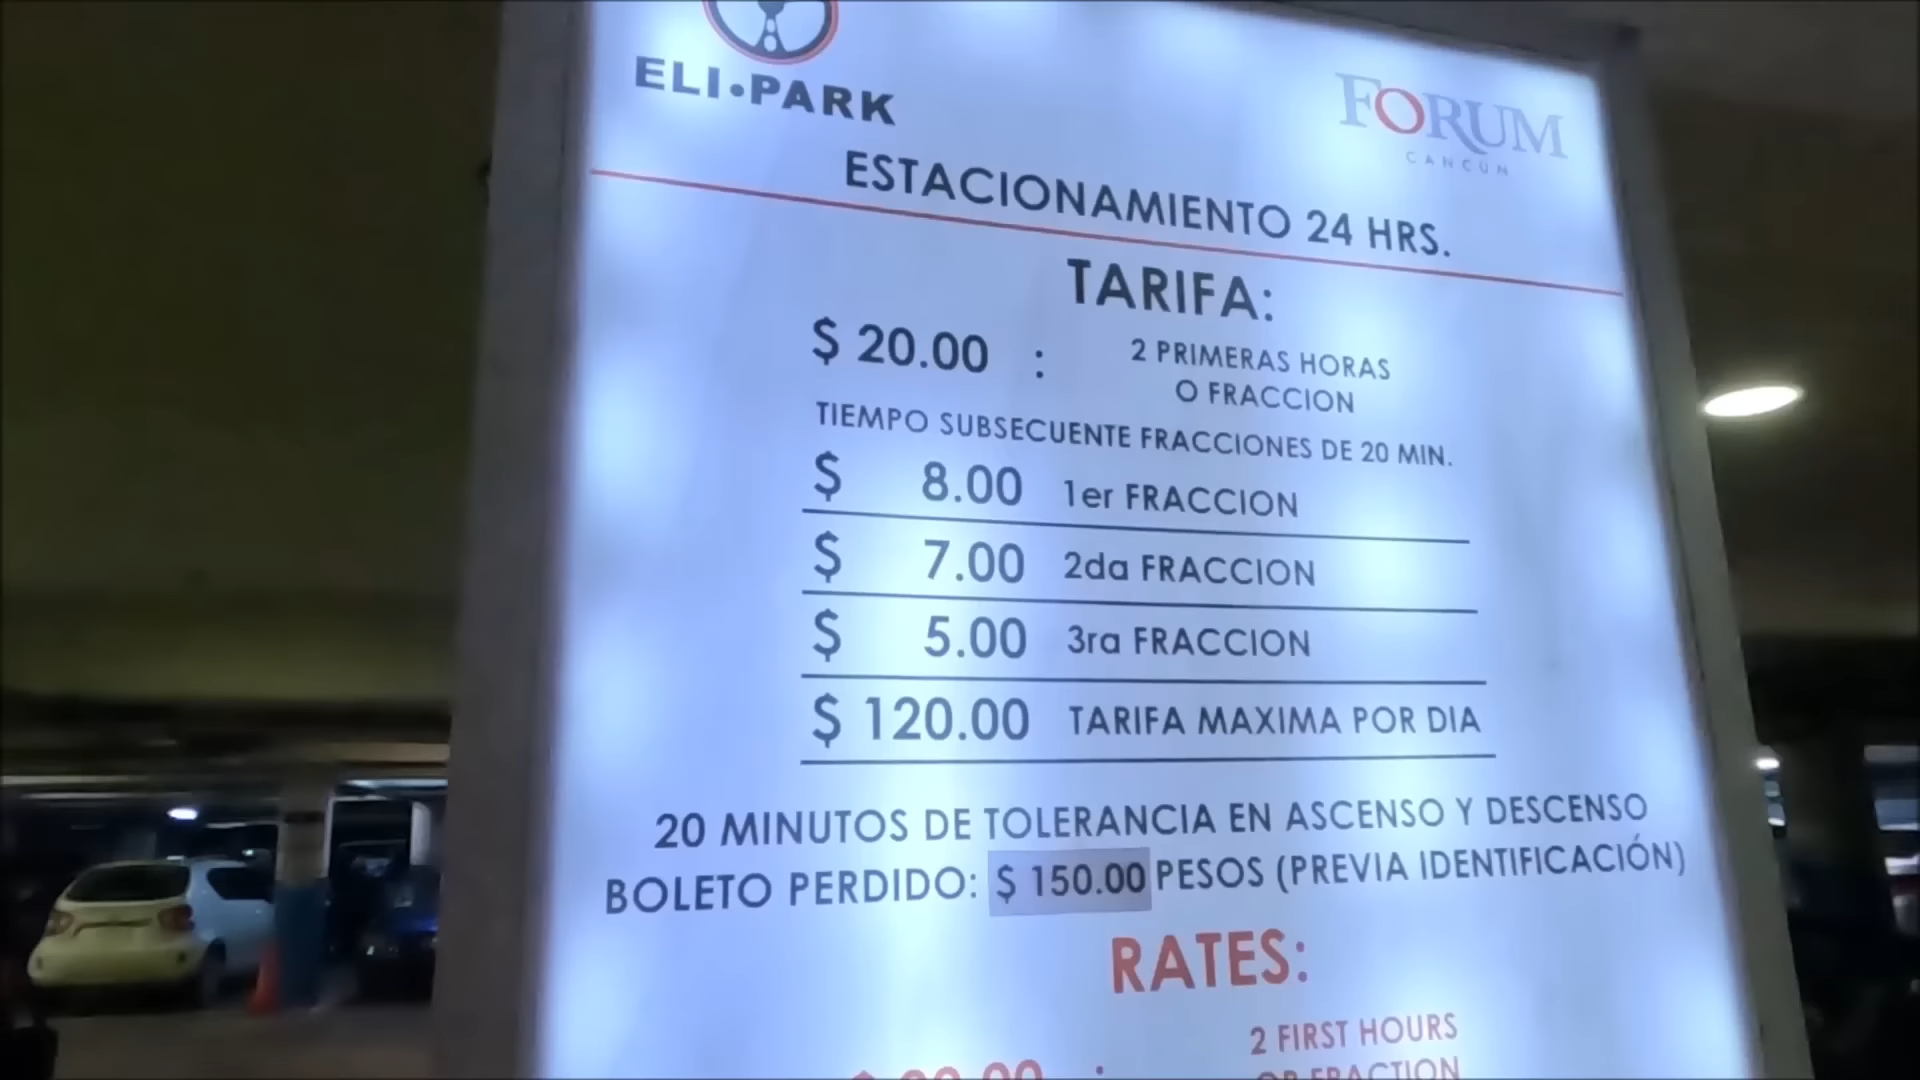 ELI•PARK
FORUM
CANCÚN
ESTACIONAMIENTO 24 HRS.
TARIFA:
$ 20.00 : 2 PRIMERAS HORAS
O FRACCION
TIEMPO SUBSECUENTE FRACCIONES DE 20 MIN.
$ 8.00 1er FRACCION
$ 7.00 2da FRACCION
$ 5.00 3ra FRACCION
$ 120.00 TARIFA MAXIMA POR DIA
20 MINUTOS DE TOLERANCIA EN ASCENSO Y DESCENSO
BOLETO PERDIDO: $ 150.00 PESOS (PREVIA IDENTIFICACIÓN)
RATES:
2 FIRST HOURS
OR FRACTION